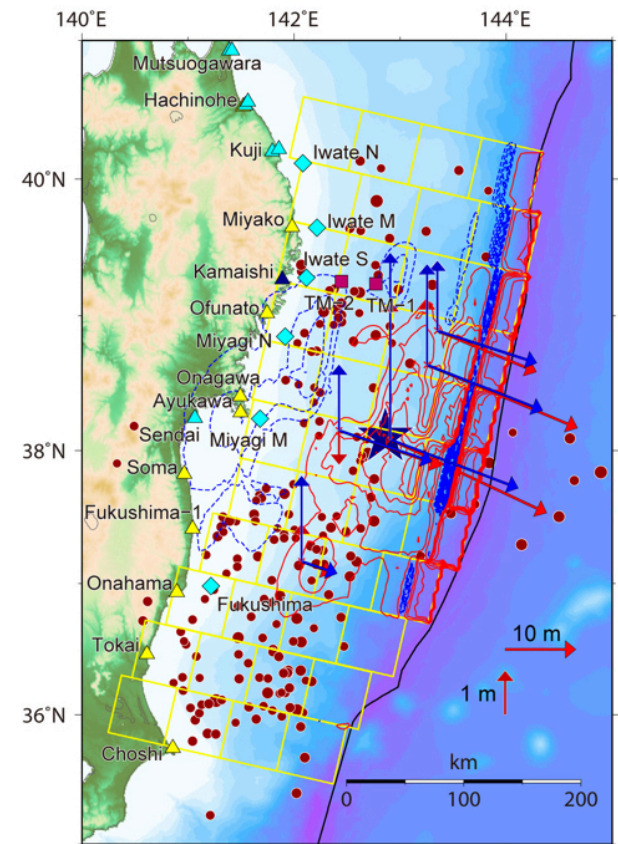 140°E
142°E
144°E
Mutsuogawara
Hachinohe
Kuji
Iwate N
40°N
Miyako
Iwate M
Kamaishi
Iwate S
TM-2
TM-1
Ofunato
Miyagi N
Onagawa
Ayukawa
38°N
Sendai
Miyagi M
Soma
Fukushima-1
Onahama
Fukushima
Tokai
10 m
1 m
36°N
Choshi
km
0
100
200